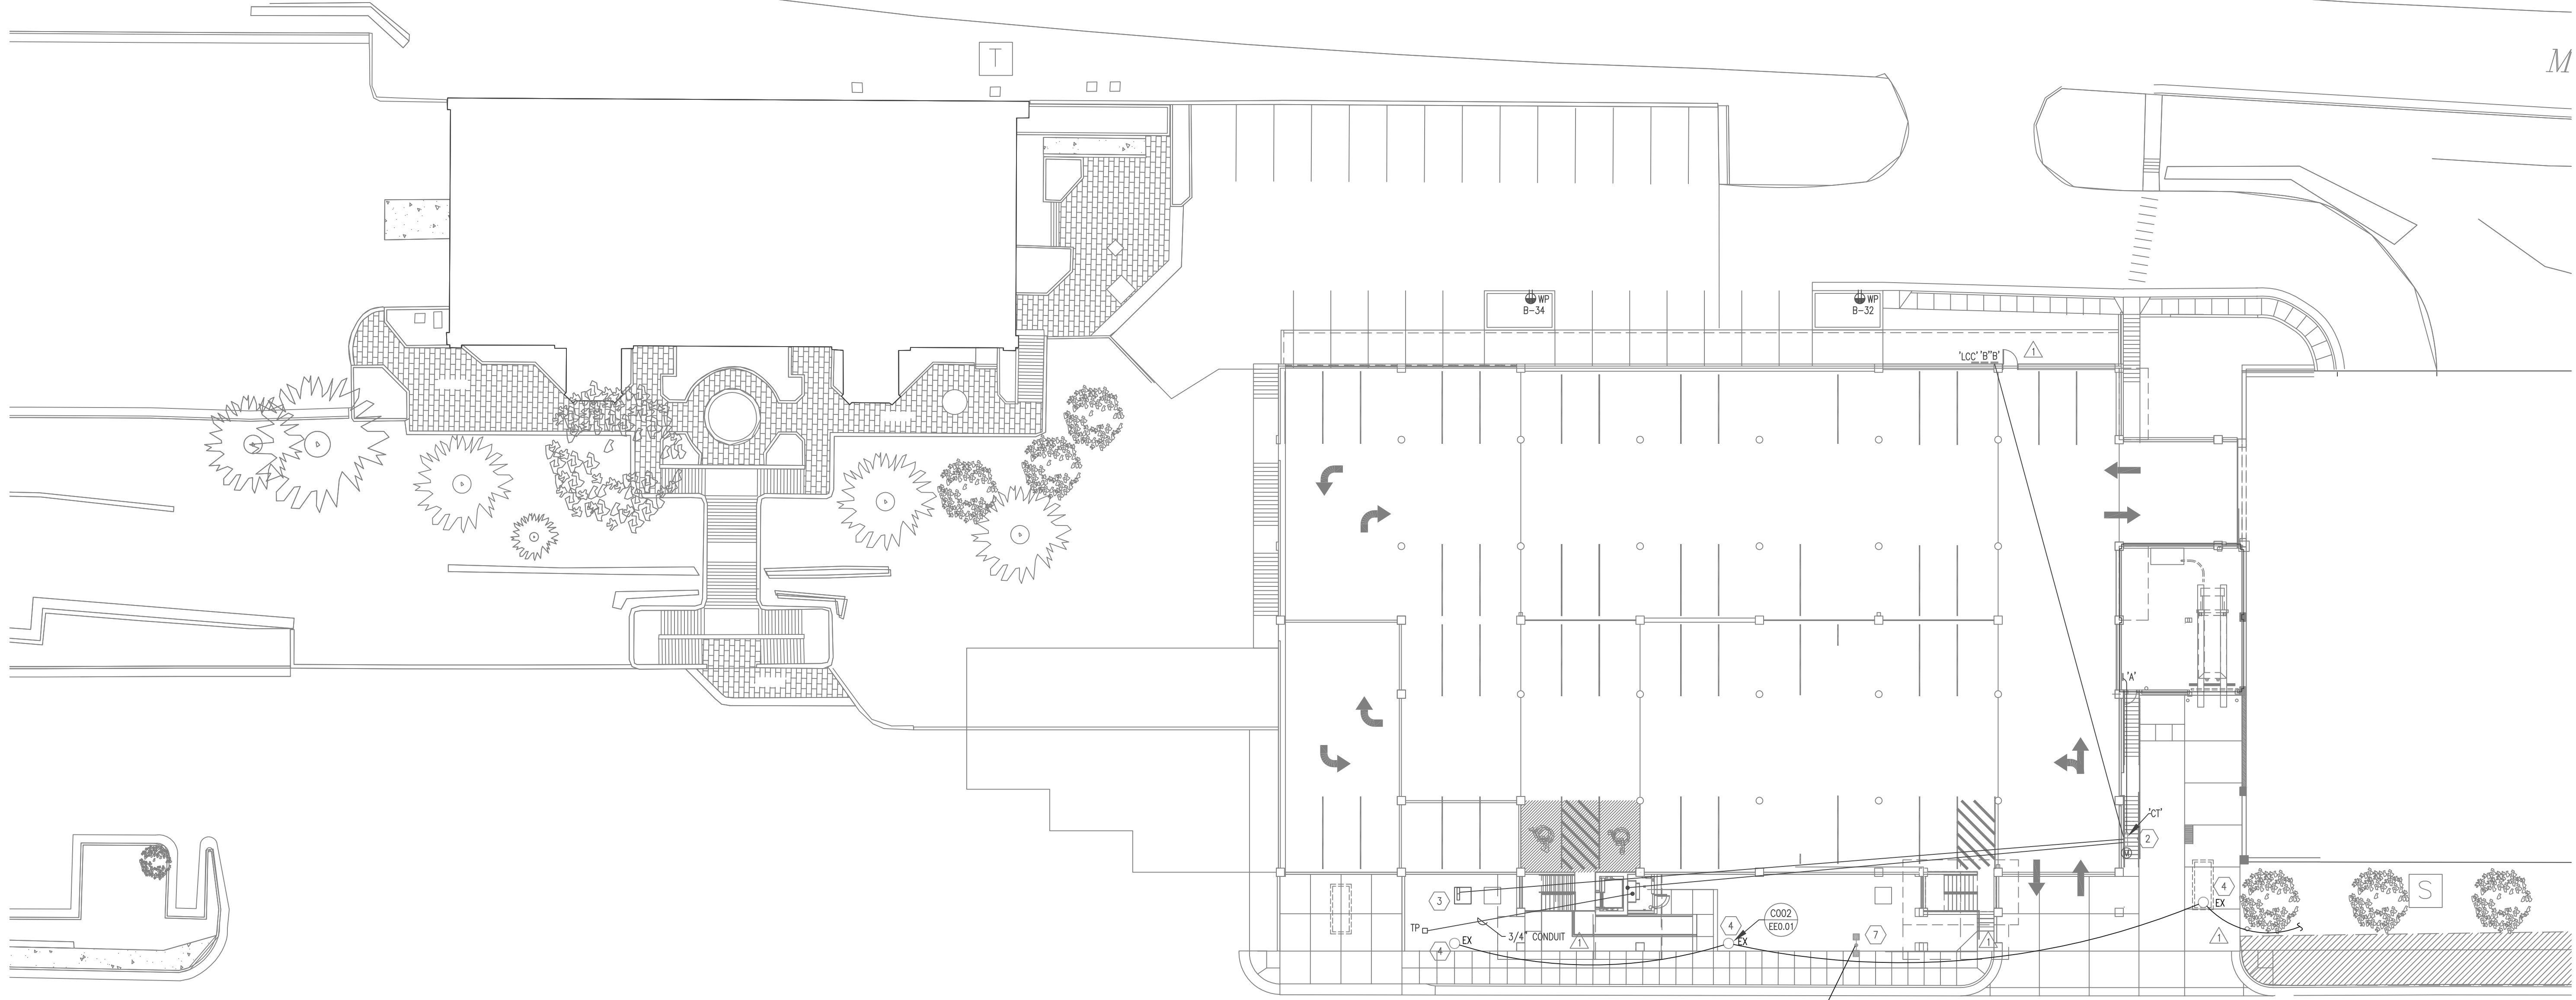 T
M
WP
B-34
WP
B-32
'LCC' 'B' 'B'
1
'A'
'CT'
2
M
3
4
S
TP
4
C002
EE0.01
EX
EX
3/4" CONDUIT
1
EX
7
1
1
4